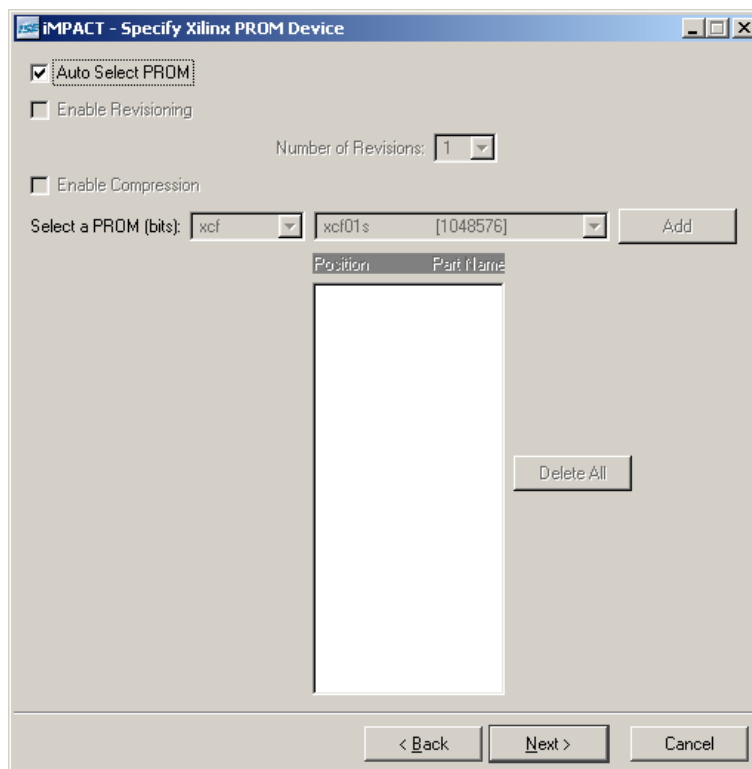 ISE iMPACT - Specify Xilinx PROM Device
Auto Select PROM
Enable Revisioning
Number of Revisions: 1
Enable Compression
Select a PROM (bits): xcf xcf01s [1048576] Add
Position Part Name
Delete All
< Back Next > Cancel